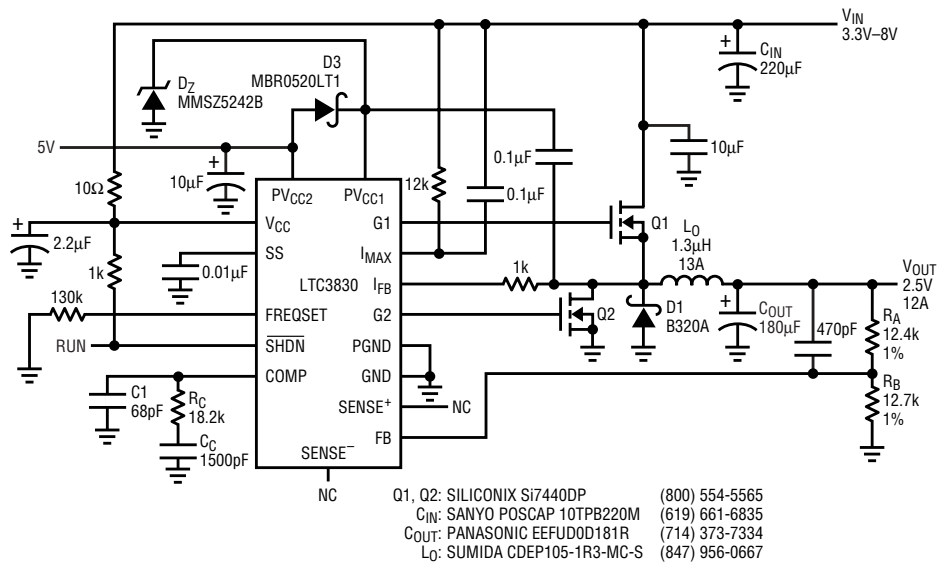 VIN
3.3V–8V
+
CIN
220µF
DZ
MMSZ5242B
D3
MBR0520LT1
5V
+
10µF
0.1µF
10µF
10Ω
12k
0.1µF
PVCC2
PVCC1
+
2.2µF
VCC
G1
Q1
LO
1.3µH
13A
SS
IMAX
0.01µF
1k
LTC3830
IFB
1k
VOUT
2.5V
12A
130k
FREQSET
G2
Q2
D1
B320A
+
COUT
180µF
470pF
RA
12.4k
1%
RUN
SHDN
PGND
COMP
GND
C1
68pF
RC
18.2k
SENSE+
NC
RB
12.7k
1%
FB
CC
1500pF
SENSE–
NC
Q1, Q2: SILICONIX Si7440DP (800) 554-5565
CIN: SANYO POSCAP 10TPB220M (619) 661-6835
COUT: PANASONIC EEFUD0D181R (714) 373-7334
LO: SUMIDA CDEP105-1R3-MC-S (847) 956-0667